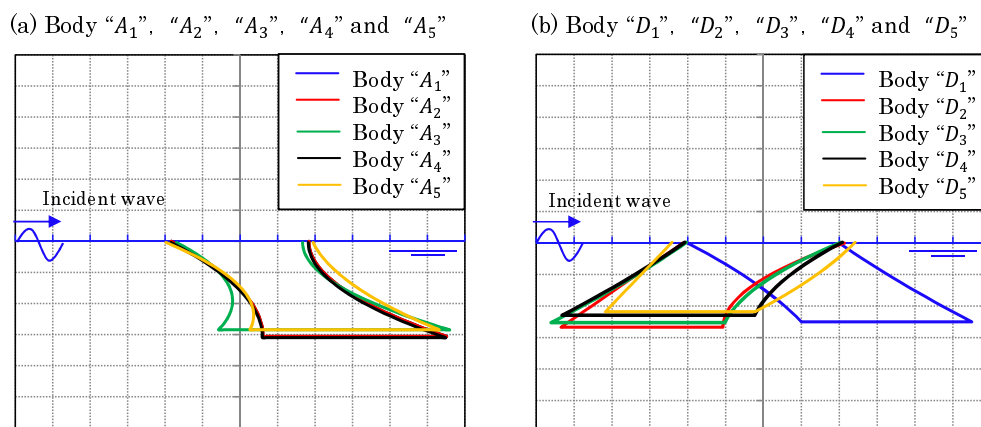 (a) Body “A₁”, “A₂”, “A₃”, “A₄” and “A₅”
Body “A₁”
Body “A₂”
Body “A₃”
Body “A₄”
Body “A₅”
Incident wave
(b) Body “D₁”, “D₂”, “D₃”, “D₄” and “D₅”
Body “D₁”
Body “D₂”
Body “D₃”
Body “D₄”
Body “D₅”
Incident wave